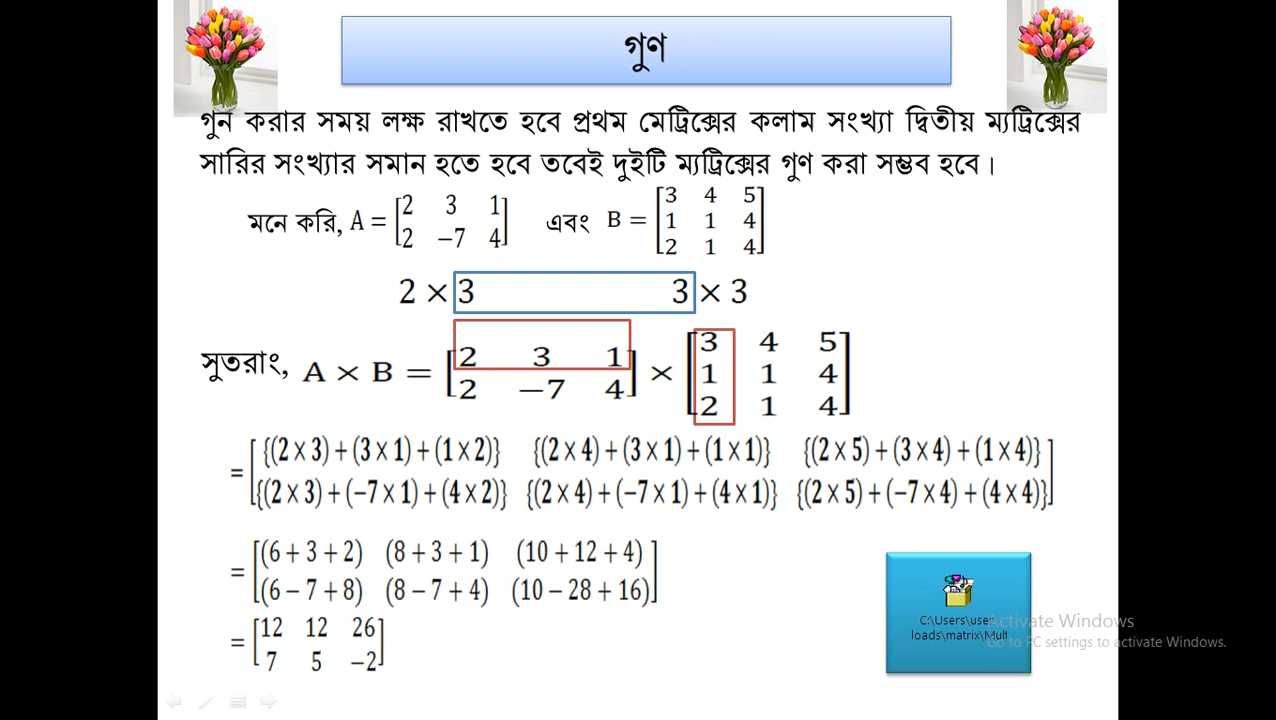 গুণ
গুন করার সময় লক্ষ রাখতে হবে প্রথম মেট্রিক্সের কলাম সংখ্যা দ্বিতীয় ম্যট্রিক্সের
সারির সংখ্যার সমান হতে হবে তবেই দুইটি ম্যট্রিক্সের গুণ করা সম্ভব হবে।
মনে করি, A = [2 3 1 এবং B = [3 4 5
2 −7 4] 1 1 4
2 1 4]
2 × 3 3 × 3
সুতরাং, A × B = [2 3 1 × [3 4 5
2 −7 4] 1 1 4
2 1 4]
= [{(2 × 3) + (3 × 1) + (1 × 2)} {(2 × 4) + (3 × 1) + (1 × 1)} {(2 × 5) + (3 × 4) + (1 × 4)}
{(2 × 3) + (−7 × 1) + (4 × 2)} {(2 × 4) + (−7 × 1) + (4 × 1)} {(2 × 5) + (−7 × 4) + (4 × 4)}]
= [(6 + 3 + 2) (8 + 3 + 1) (10 + 12 + 4)
(6 − 7 + 8) (8 − 7 + 4) (10 − 28 + 16)]
= [12 12 26
7 5 −2]
C:\Users\user
loads\matrix\Mult
Activate Windows
Go to PC settings to activate Windows.